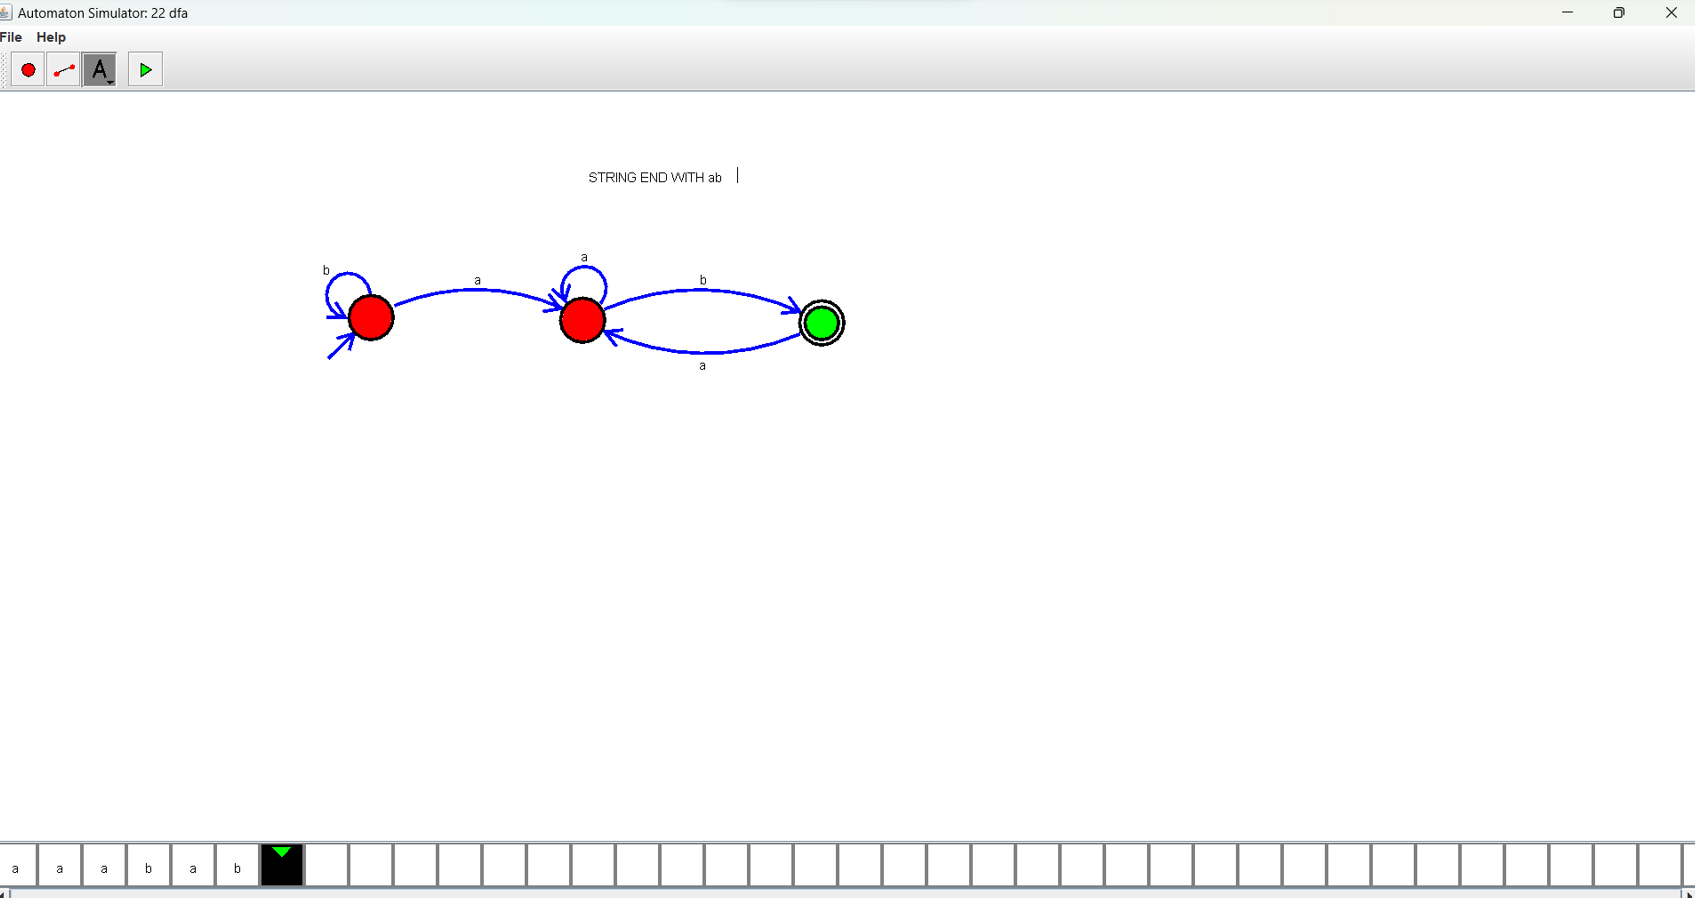 Automaton Simulator: 22 dfa
File Help
A
STRING END WITH ab
b
a
a
b
a
a a a b a b